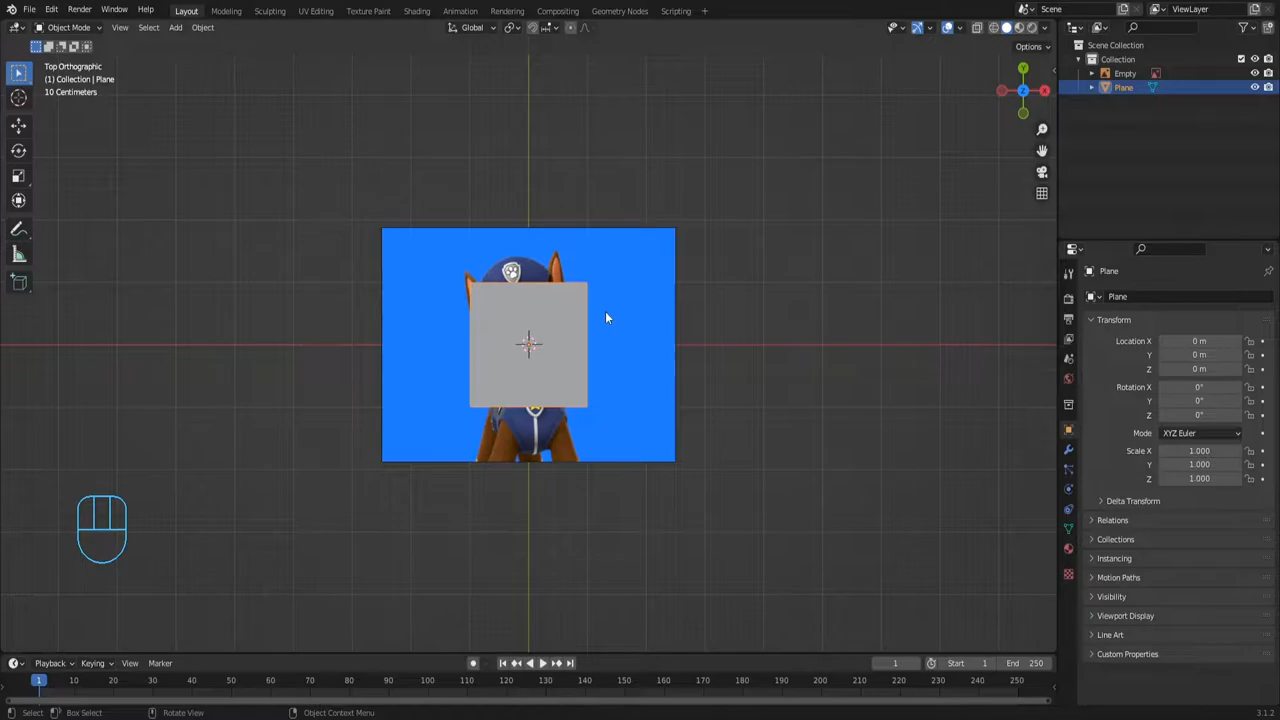 File Edit Render Window Help Layout Modeling Sculpting UV Editing Texture Paint Shading Animation Rendering Compositing Geometry Nodes Scripting + Scene ViewLayer
Object Mode View Select Add Object Global
Options
Top Orthographic
(1) Collection | Plane
10 Centimeters
Y
Z X
Scene Collection
Collection
Empty
Plane
Plane
Plane
Transform
Location X 0 m
Y 0 m
Z 0 m
Rotation X 0°
Y 0°
Z 0°
Mode XYZ Euler
Scale X 1.000
Y 1.000
Z 1.000
Delta Transform
Relations
Collections
Instancing
Motion Paths
Visibility
Viewport Display
Line Art
Custom Properties
Playback Keying View Marker 1 Start 1 End 250
1 10 20 30 40 50 60 70 80 90 100 110 120 130 140 150 160 170 180 190 200 210 220 230 240 250
Select Box Select Rotate View Object Context Menu 3.1.2